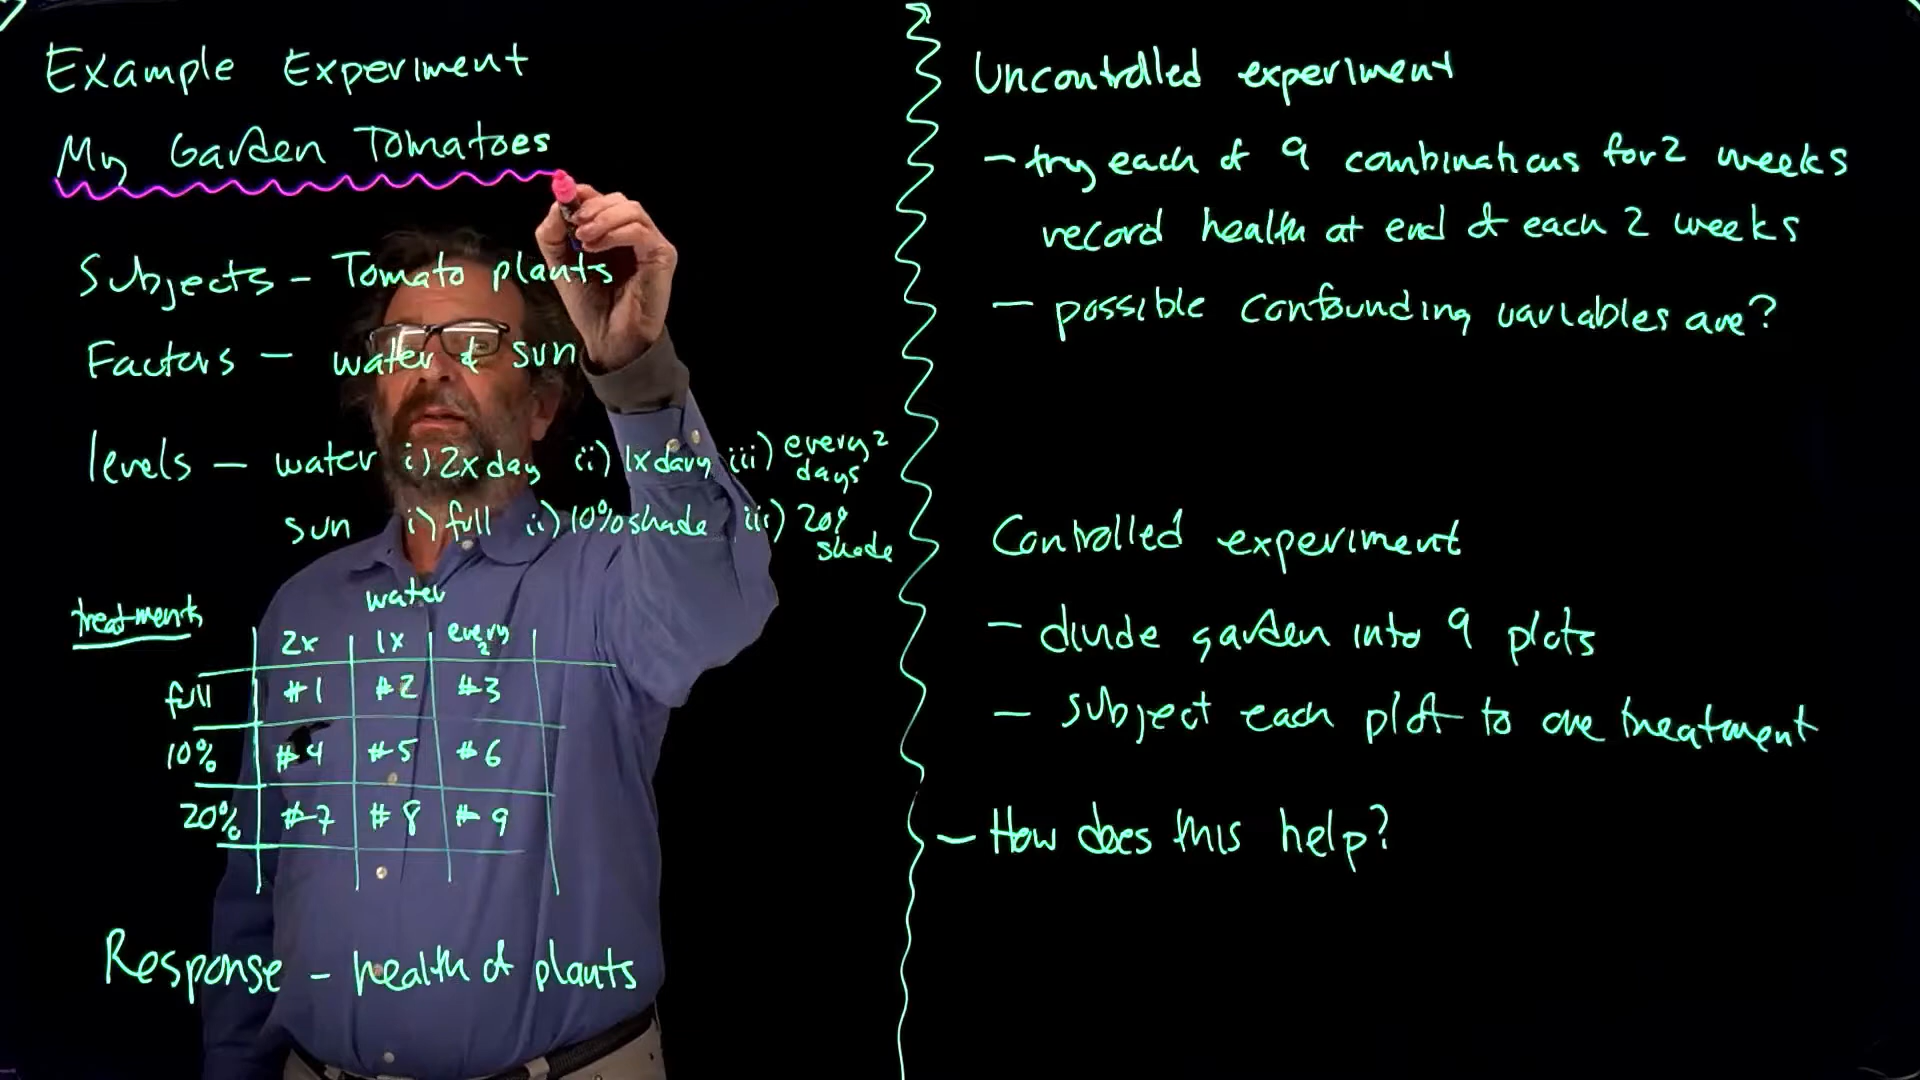 Example Experiment
My Garden Tomatoes
Subjects - Tomato plants
Factors - water & sun
levels - water i) 2x day ii) 1x day iii) every 2 days
sun i) full ii) 10% shade iii) 20% shade
treatments
water
2x 1x every 2
full #1 #2 #3
10% #4 #5 #6
20% #7 #8 #9
Response - health of plants
Uncontrolled experiment
- try each of 9 combinations for 2 weeks
record health at end of each 2 weeks
- possible confounding variables are?
Controlled experiment
- divide garden into 9 plots
- subject each plot to one treatment
- How does this help?